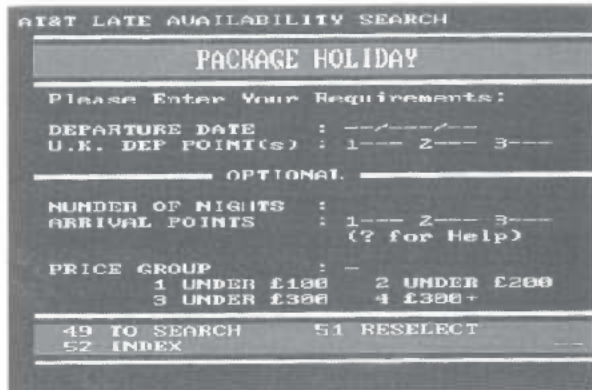 AT&T LATE AVAILABILITY SEARCH
PACKAGE HOLIDAY
Please Enter Your Requirements:
DEPARTURE DATE : --/---/--
U.K. DEP POINT(s) : 1--- 2--- 3---
OPTIONAL
NUMBER OF NIGHTS :
ARRIVAL POINTS : 1--- 2--- 3---
(? for Help)
PRICE GROUP : -
1 UNDER £100 2 UNDER £200
3 UNDER £300 4 £300+
49 TO SEARCH 51 RESELECT
52 INDEX --